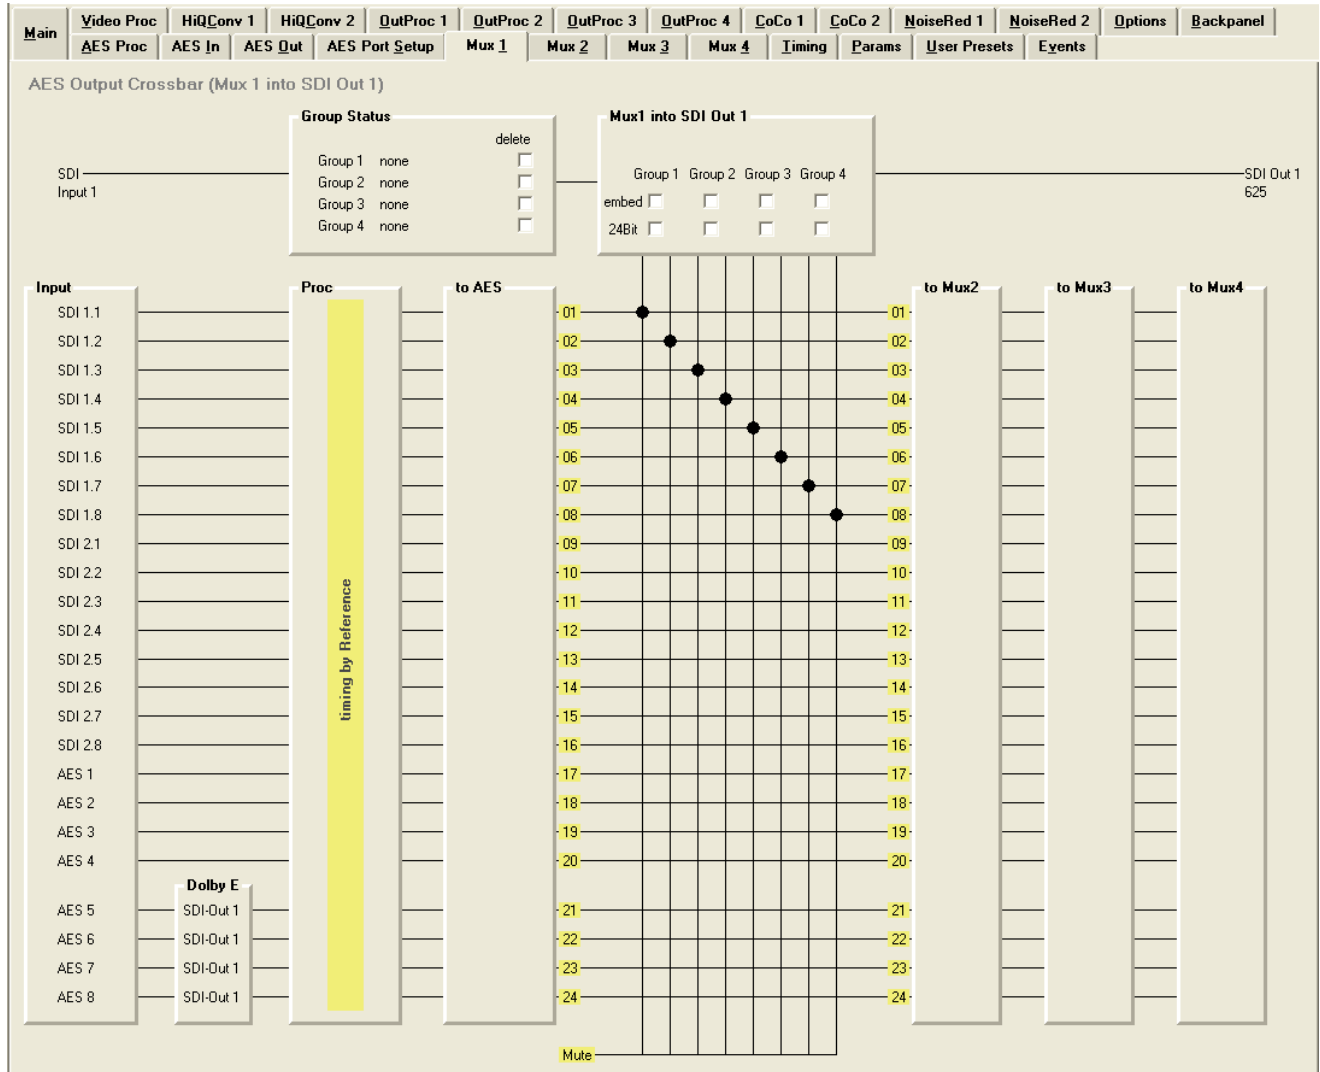 Main
Video Proc HiQConv 1 HiQConv 2 OutProc 1 OutProc 2 OutProc 3 OutProc 4 CoCo 1 CoCo 2 NoiseRed 1 NoiseRed 2 Options Backpanel
AES Proc AES In AES Out AES Port Setup Mux 1 Mux 2 Mux 3 Mux 4 Timing Params User Presets Events
AES Output Crossbar (Mux 1 into SDI Out 1)
Group Status
delete
Group 1 none
Group 2 none
Group 3 none
Group 4 none
Mux1 into SDI Out 1
Group 1 Group 2 Group 3 Group 4
embed
24Bit
SDI
Input 1
SDI Out 1
625
Input Proc to AES to Mux2 to Mux3 to Mux4
SDI 1.1 01 01
SDI 1.2 02 02
SDI 1.3 03 03
SDI 1.4 04 04
SDI 1.5 05 05
SDI 1.6 06 06
SDI 1.7 07 07
SDI 1.8 08 08
SDI 2.1 09 09
SDI 2.2 10 10
SDI 2.3 11 11
SDI 2.4 12 12
SDI 2.5 13 13
SDI 2.6 14 14
SDI 2.7 15 15
SDI 2.8 16 16
AES 1 17 17
AES 2 18 18
AES 3 19 19
AES 4 20 20
timing by Reference
Dolby E
AES 5 SDI-Out 1 21 21
AES 6 SDI-Out 1 22 22
AES 7 SDI-Out 1 23 23
AES 8 SDI-Out 1 24 24
Mute